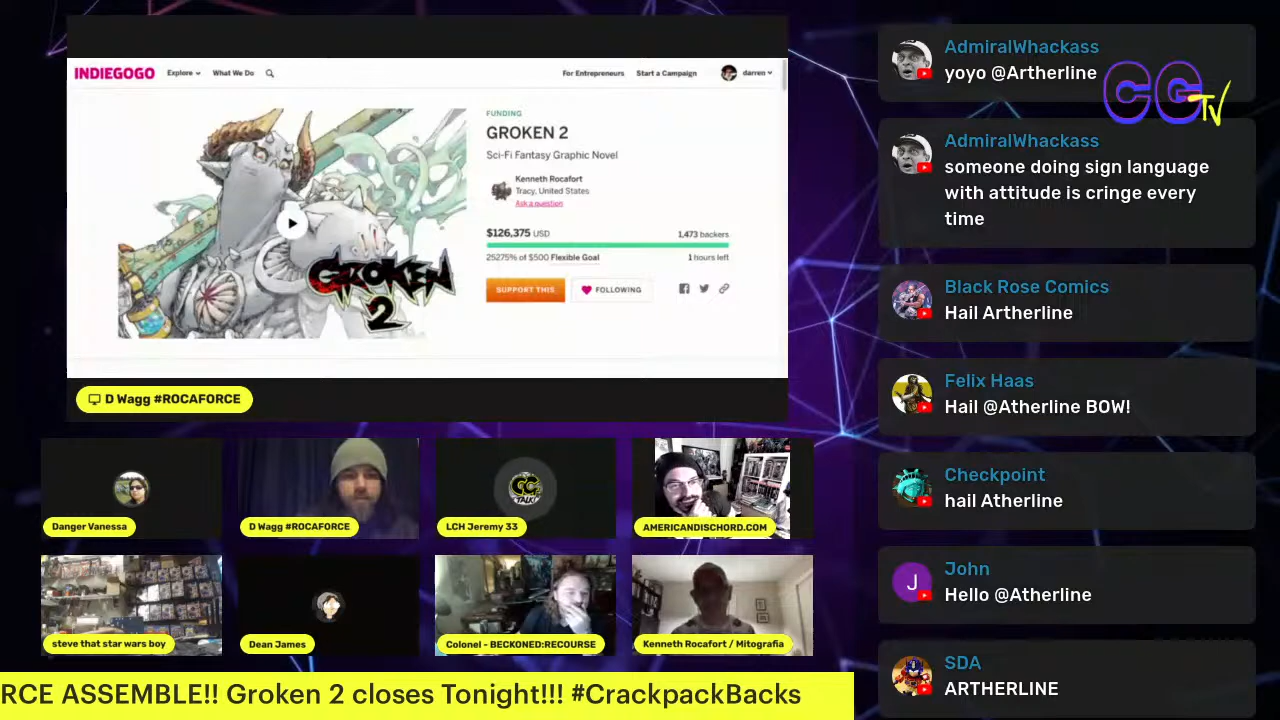 INDIEGOGO
Explore
What We Do
For Entrepreneurs
Start a Campaign
darren
FUNDING
GROKEN 2
Sci-Fi Fantasy Graphic Novel
Kenneth Rocafort
Tracy, United States
Ask a question
$126,375 USD
1,473 backers
25275% of $500 Flexible Goal
1 hours left
SUPPORT THIS
FOLLOWING
GROKEN
2
D Wagg #ROCAFORCE
Danger Vanessa
D Wagg #ROCAFORCE
CG
TALK!
LCH Jeremy 33
AMERICANDISCHORD.COM
steve that star wars boy
Dean James
Colonel - BECKONED:RECOURSE
Kenneth Rocafort / Mitografia
RCE ASSEMBLE!! Groken 2 closes Tonight!!! #CrackpackBacks
AdmiralWhackass
yoyo @Artherline
CG TV
AdmiralWhackass
someone doing sign language
with attitude is cringe every
time
Black Rose Comics
Hail Artherline
Felix Haas
Hail @Atherline BOW!
Checkpoint
hail Atherline
J
John
Hello @Atherline
SDA
ARTHERLINE